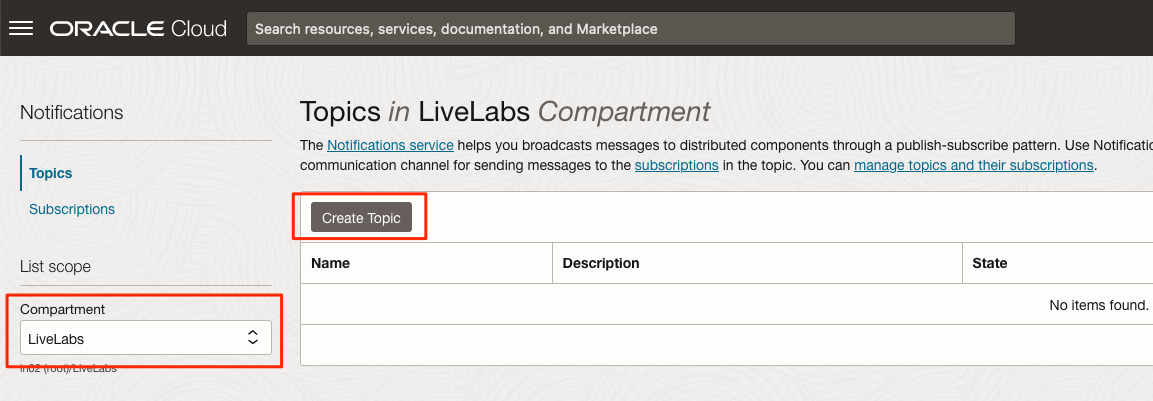 ORACLE Cloud
Search resources, services, documentation, and Marketplace
Notifications
Topics
Subscriptions
List scope
Compartment
LiveLabs
(root)/LiveLabs
Topics in LiveLabs Compartment
The Notifications service helps you broadcasts messages to distributed components through a publish-subscribe pattern. Use Notificatio
communication channel for sending messages to the subscriptions in the topic. You can manage topics and their subscriptions.
Create Topic
Name Description State
No items found.